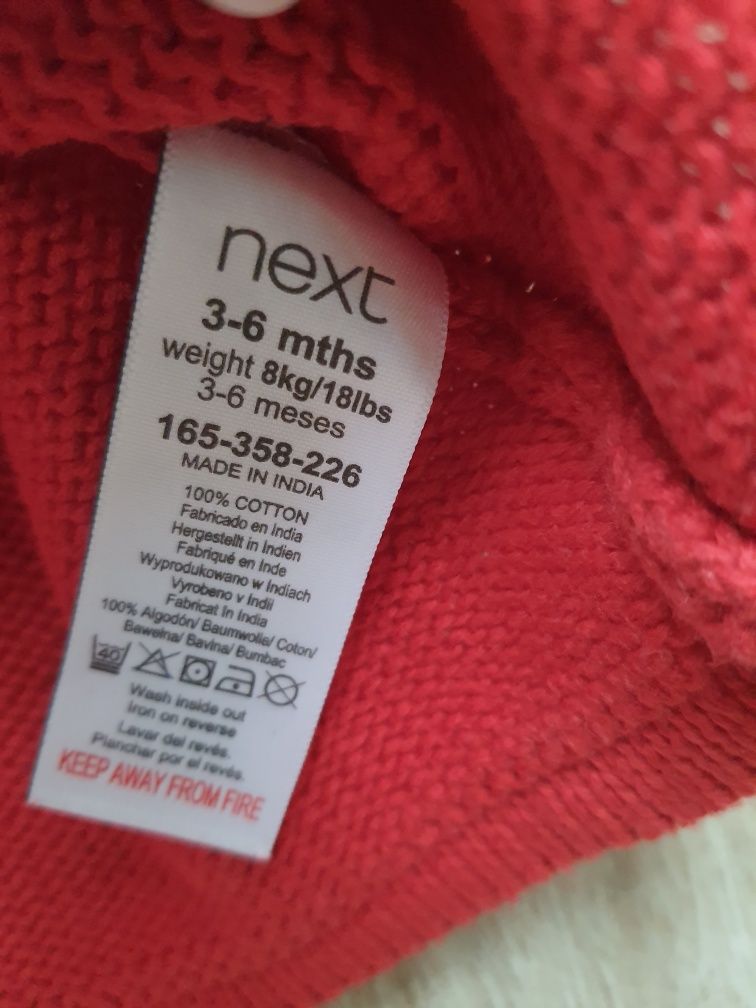 next
3-6 mths
weight 8kg/18lbs
3-6 meses
165-358-226
MADE IN INDIA
100% COTTON
Fabricado en India
Hergestellt in Indien
Fabriqué en Inde
Wyprodukowano w Indiach
Vyrobeno v Indii
Fabricat în India
100% Algodón/ Baumwolle/ Coton/
Bawełna/ Bavlna/ Bumbac
40
Wash inside out
Iron on reverse
Lavar del revés.
Planchar por el revés.
KEEP AWAY FROM FIRE